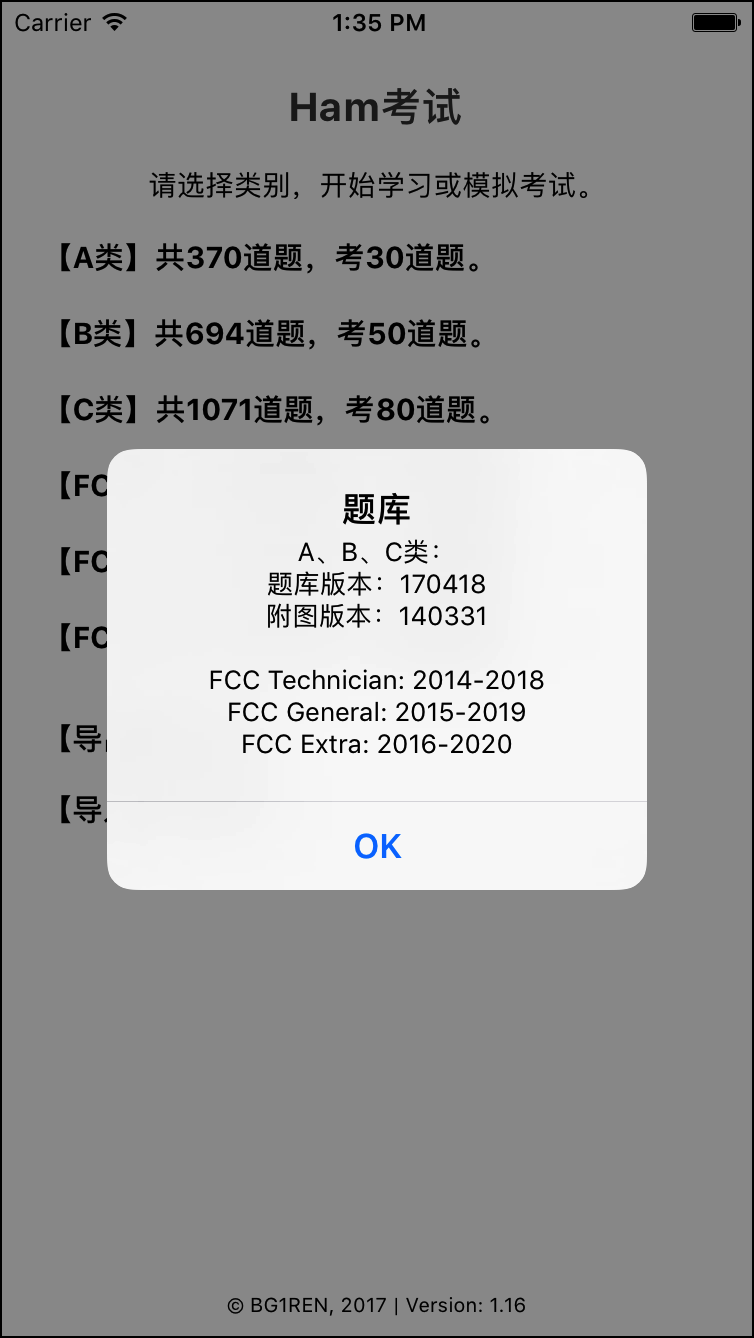 Carrier
1:35 PM
Ham考试
请选择类别，开始学习或模拟考试。
【A类】共370道题，考30道题。
【B类】共694道题，考50道题。
【C类】共1071道题，考80道题。
【FC
【FC
【FC
【导
【导
题库
A、B、C类：
题库版本：170418
附图版本：140331
FCC Technician: 2014-2018
FCC General: 2015-2019
FCC Extra: 2016-2020
OK
© BG1REN, 2017 | Version: 1.16